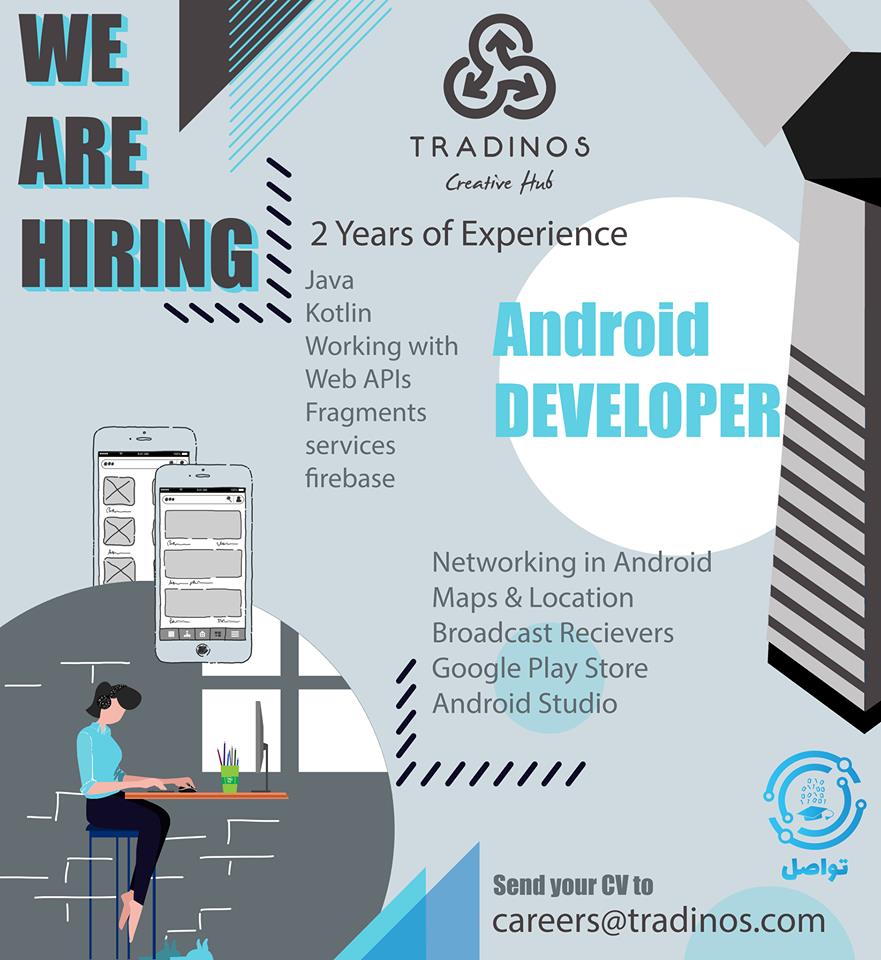 WE
ARE
HIRING
TRADINOS
Creative Hub
2 Years of Experience
Java
Kotlin
Working with
Web APIs
Fragments
services
firebase
Android
DEVELOPER
Networking in Android
Maps & Location
Broadcast Recievers
Google Play Store
Android Studio
تواصل
Send your CV to
careers@tradinos.com